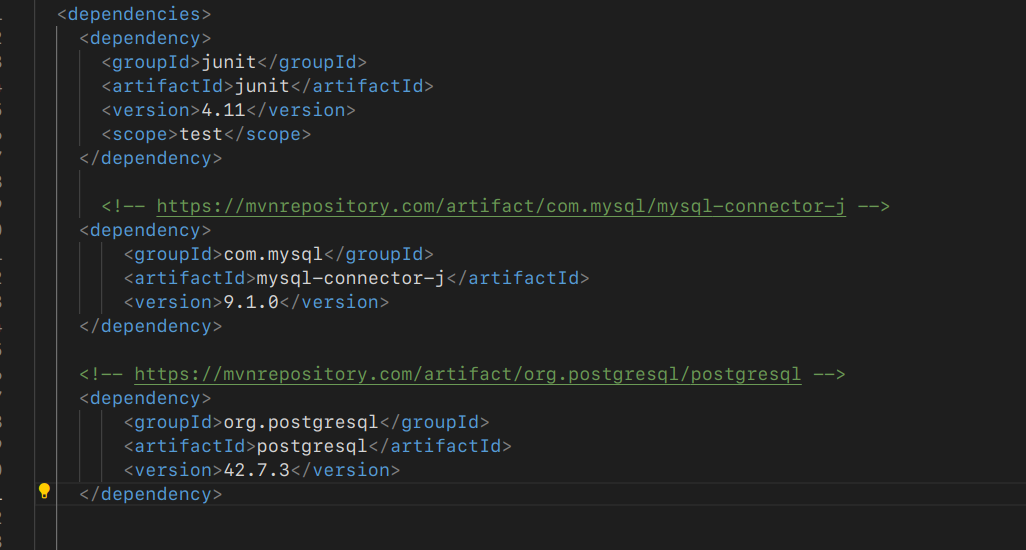 <dependencies>
<dependency>
<groupId>junit</groupId>
<artifactId>junit</artifactId>
<version>4.11</version>
<scope>test</scope>
</dependency>
<!-- https://mvnrepository.com/artifact/com.mysql/mysql-connector-j -->
<dependency>
<groupId>com.mysql</groupId>
<artifactId>mysql-connector-j</artifactId>
<version>9.1.0</version>
</dependency>
<!-- https://mvnrepository.com/artifact/org.postgresql/postgresql -->
<dependency>
<groupId>org.postgresql</groupId>
<artifactId>postgresql</artifactId>
<version>42.7.3</version>
</dependency>